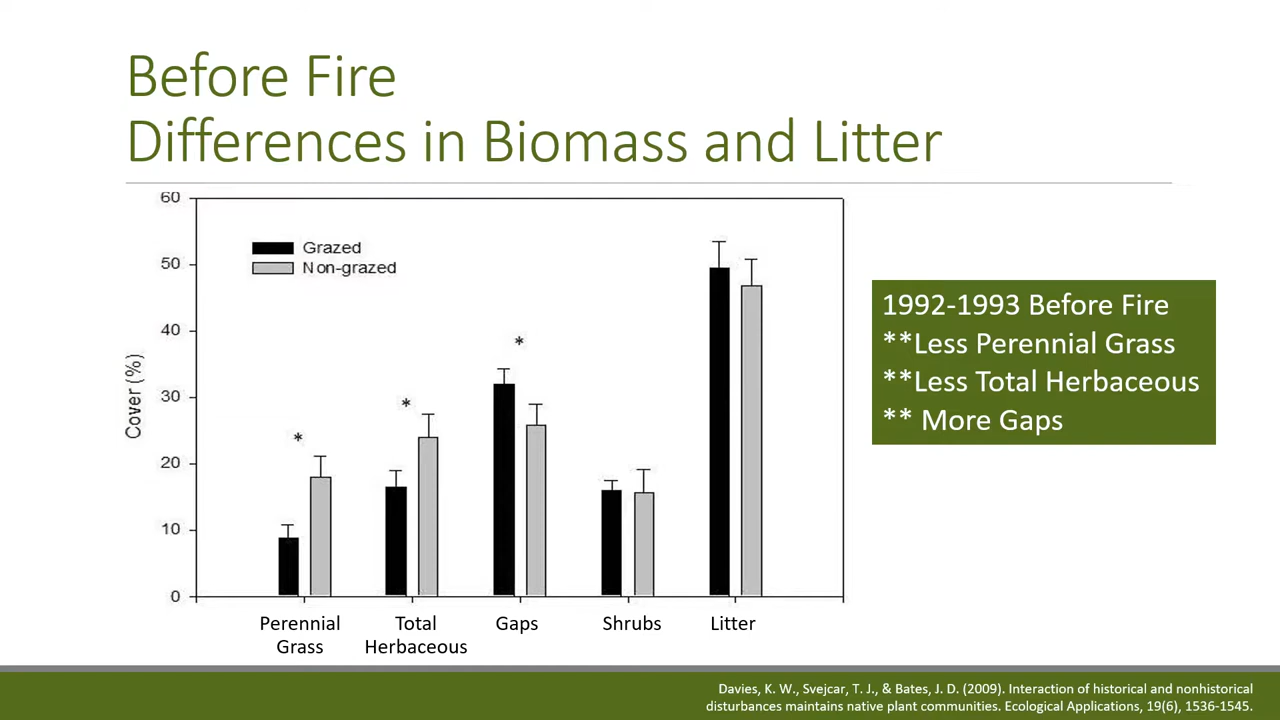 Before Fire
Differences in Biomass and Litter
60
50
40
30
20
10
0
Cover (%)
Grazed
Non-grazed
*
*
*
Perennial
Grass
Total
Herbaceous
Gaps
Shrubs
Litter
1992-1993 Before Fire
**Less Perennial Grass
**Less Total Herbaceous
** More Gaps
Davies, K. W., Svejcar, T. J., & Bates, J. D. (2009). Interaction of historical and nonhistorical
disturbances maintains native plant communities. Ecological Applications, 19(6), 1536-1545.